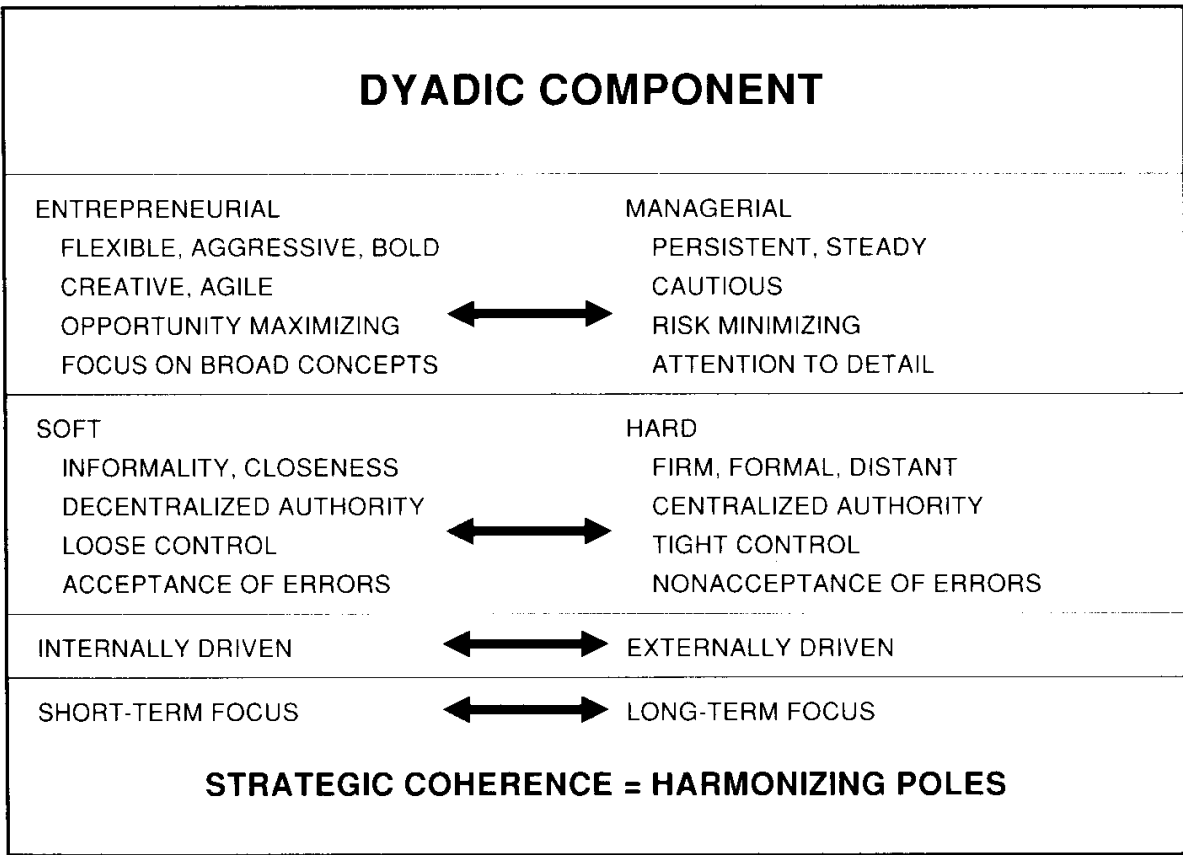 DYADIC COMPONENT
ENTREPRENEURIAL
FLEXIBLE, AGGRESSIVE, BOLD
CREATIVE, AGILE
OPPORTUNITY MAXIMIZING
FOCUS ON BROAD CONCEPTS
MANAGERIAL
PERSISTENT, STEADY
CAUTIOUS
RISK MINIMIZING
ATTENTION TO DETAIL
SOFT
INFORMALITY, CLOSENESS
DECENTRALIZED AUTHORITY
LOOSE CONTROL
ACCEPTANCE OF ERRORS
HARD
FIRM, FORMAL, DISTANT
CENTRALIZED AUTHORITY
TIGHT CONTROL
NONACCEPTANCE OF ERRORS
INTERNALLY DRIVEN
EXTERNALLY DRIVEN
SHORT-TERM FOCUS
LONG-TERM FOCUS
STRATEGIC COHERENCE = HARMONIZING POLES